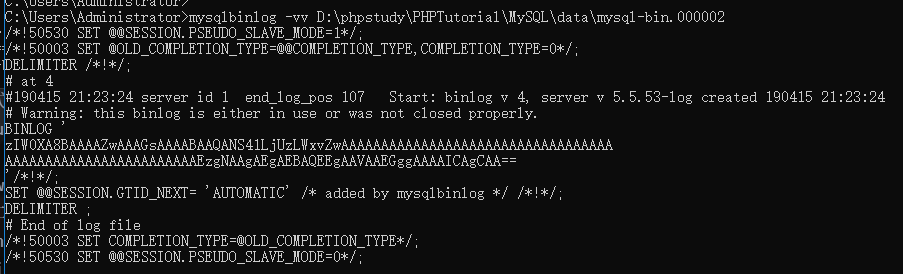 C:\Users\Administrator>
C:\Users\Administrator>mysqlbinlog -vv D:\phpstudy\PHPTutorial\MySQL\data\mysql-bin.000002
/*!50530 SET @@SESSION.PSEUDO_SLAVE_MODE=1*/;
/*!50003 SET @OLD_COMPLETION_TYPE=@@COMPLETION_TYPE,COMPLETION_TYPE=0*/;
DELIMITER /*!*/;
# at 4
#190415 21:23:24 server id 1  end_log_pos 107   Start: binlog v 4, server v 5.5.53-log created 190415 21:23:24
# Warning: this binlog is either in use or was not closed properly.
BINLOG '
zIW0XA8BAAAAZwAAAGsAAAABAAQANS41LjUzLWxvZwAAAAAAAAAAAAAAAAAAAAAAAAAAAAAAAAAA
AAAAAAAAAAAAAAAAAAAAAAAAEzgNAAgAEgAEBAQEEgAAVAAEGggAAAAICAgCAA==
'/*!*/;
SET @@SESSION.GTID_NEXT= 'AUTOMATIC' /* added by mysqlbinlog */ /*!*/;
DELIMITER ;
# End of log file
/*!50003 SET COMPLETION_TYPE=@OLD_COMPLETION_TYPE*/;
/*!50530 SET @@SESSION.PSEUDO_SLAVE_MODE=0*/;